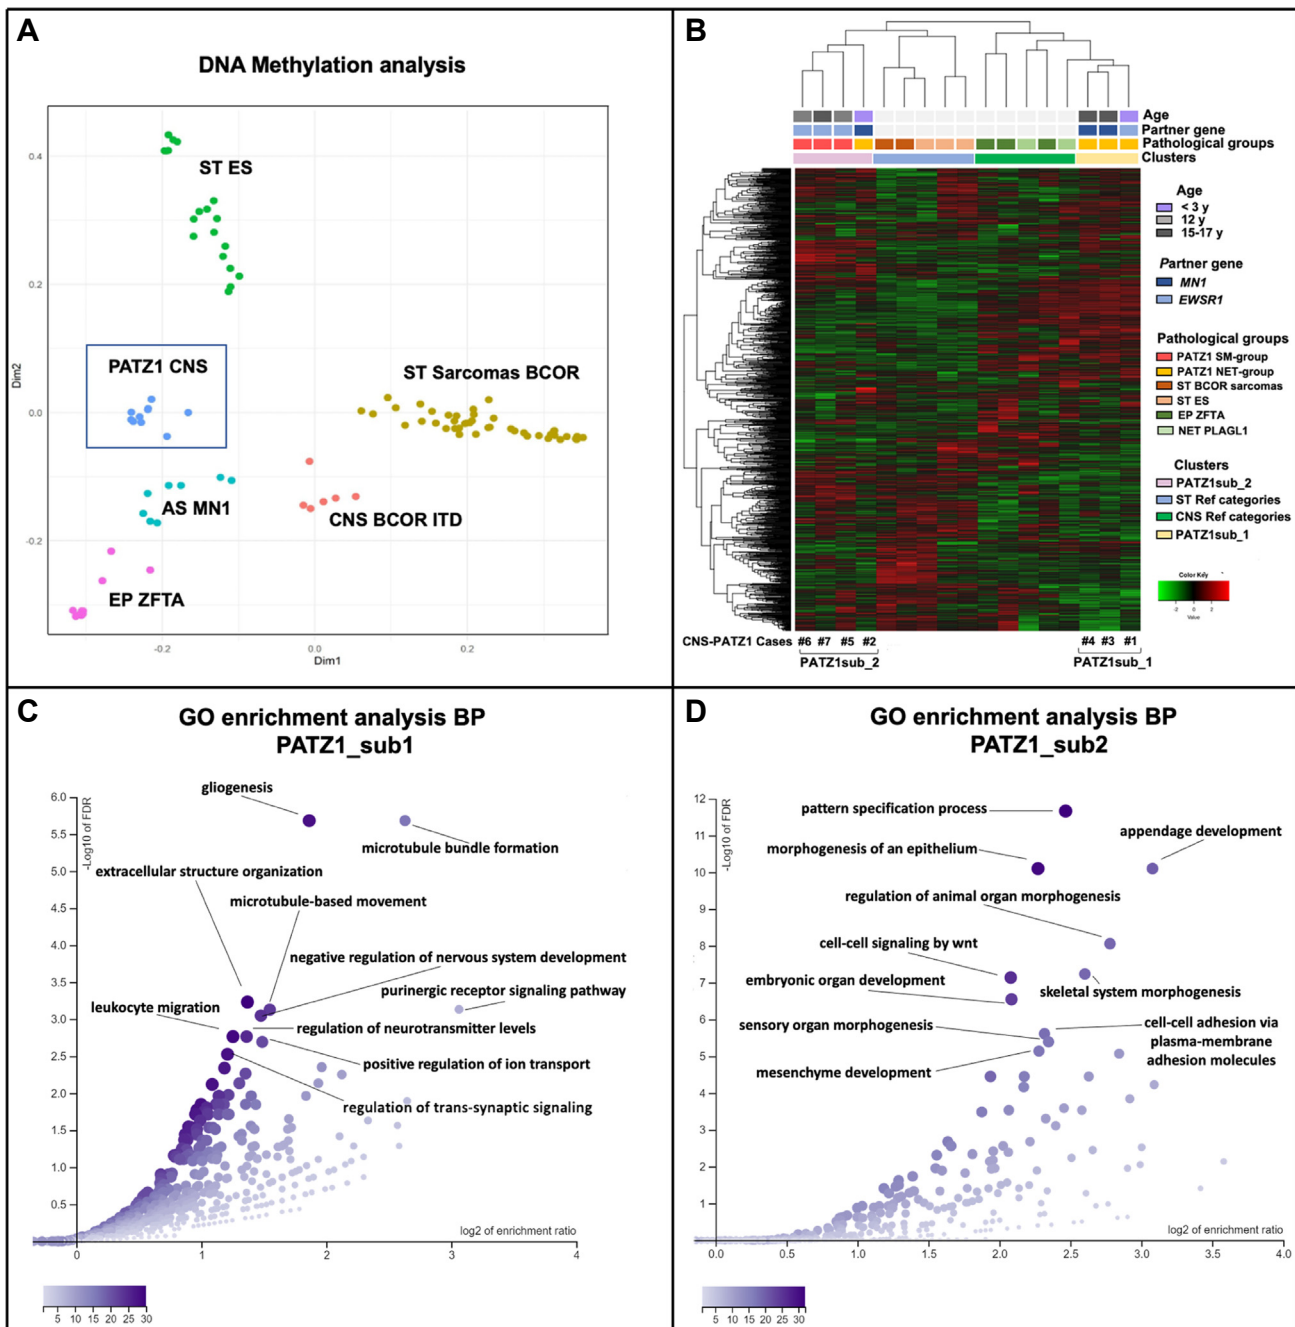 A
DNA Methylation analysis
ST ES
PATZ1 CNS
ST Sarcomas BCOR
AS MN1
CNS BCOR ITD
EP ZFTA
Dim2
0.4
0.2
0.0
-0.2
-0.2
0.0
0.2
Dim1
B
Age
Partner gene
Pathological groups
Clusters
Age
< 3 y
12 y
15-17 y
Partner gene
MN1
EWSR1
Pathological groups
PATZ1 SM-group
PATZ1 NET-group
ST BCOR sarcomas
ST ES
EP ZFTA
NET PLAGL1
Clusters
PATZ1sub_2
ST Ref categories
CNS Ref categories
PATZ1sub_1
Color Key
-2 0 2
Value
CNS-PATZ1 Cases #6 #7 #5 #2 #4 #3 #1
PATZ1sub_2 PATZ1sub_1
C
GO enrichment analysis BP
PATZ1_sub1
-Log10 of FDR
6.0
5.5
5.0
4.5
4.0
3.5
3.0
2.5
2.0
1.5
1.0
0.5
gliogenesis
microtubule bundle formation
extracellular structure organization
microtubule-based movement
negative regulation of nervous system development
purinergic receptor signaling pathway
leukocyte migration
regulation of neurotransmitter levels
positive regulation of ion transport
regulation of trans-synaptic signaling
log2 of enrichment ratio
0 1 2 3 4
5 10 15 20 25 30
D
GO enrichment analysis BP
PATZ1_sub2
-Log10 of FDR
12
11
10
9
8
7
6
5
4
3
2
1
pattern specification process
appendage development
morphogenesis of an epithelium
regulation of animal organ morphogenesis
cell-cell signaling by wnt
embryonic organ development
skeletal system morphogenesis
sensory organ morphogenesis
cell-cell adhesion via
plasma-membrane
adhesion molecules
mesenchyme development
log2 of enrichment ratio
0.0 0.5 1.0 1.5 2.0 2.5 3.0 3.5 4.0
5 10 15 20 25 30